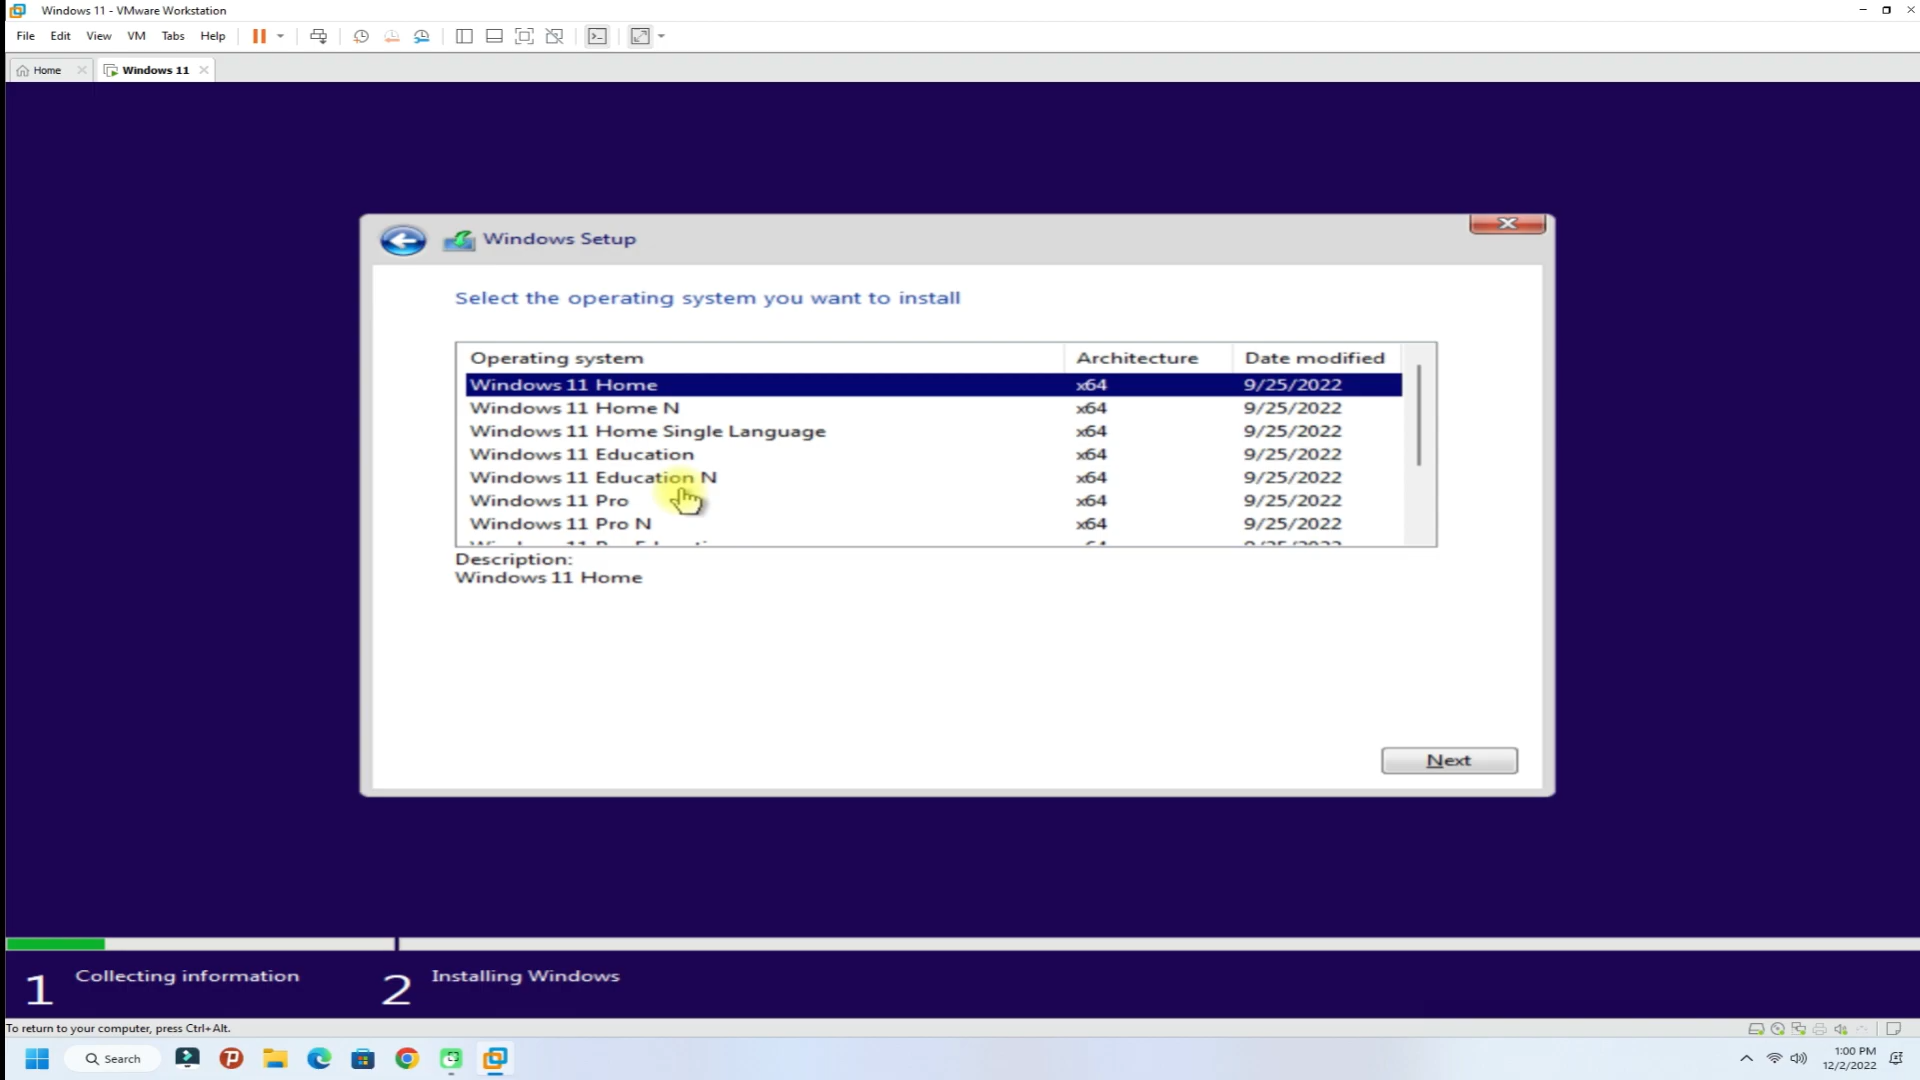 Windows 11 - VMware Workstation
File Edit View VM Tabs Help
Home Windows 11
Windows Setup
Select the operating system you want to install
Operating system Architecture Date modified
Windows 11 Home x64 9/25/2022
Windows 11 Home N x64 9/25/2022
Windows 11 Home Single Language x64 9/25/2022
Windows 11 Education x64 9/25/2022
Windows 11 Education N x64 9/25/2022
Windows 11 Pro x64 9/25/2022
Windows 11 Pro N x64 9/25/2022
Description:
Windows 11 Home
Next
1 Collecting information 2 Installing Windows
To return to your computer, press Ctrl+Alt.
Search
1:00 PM
12/2/2022